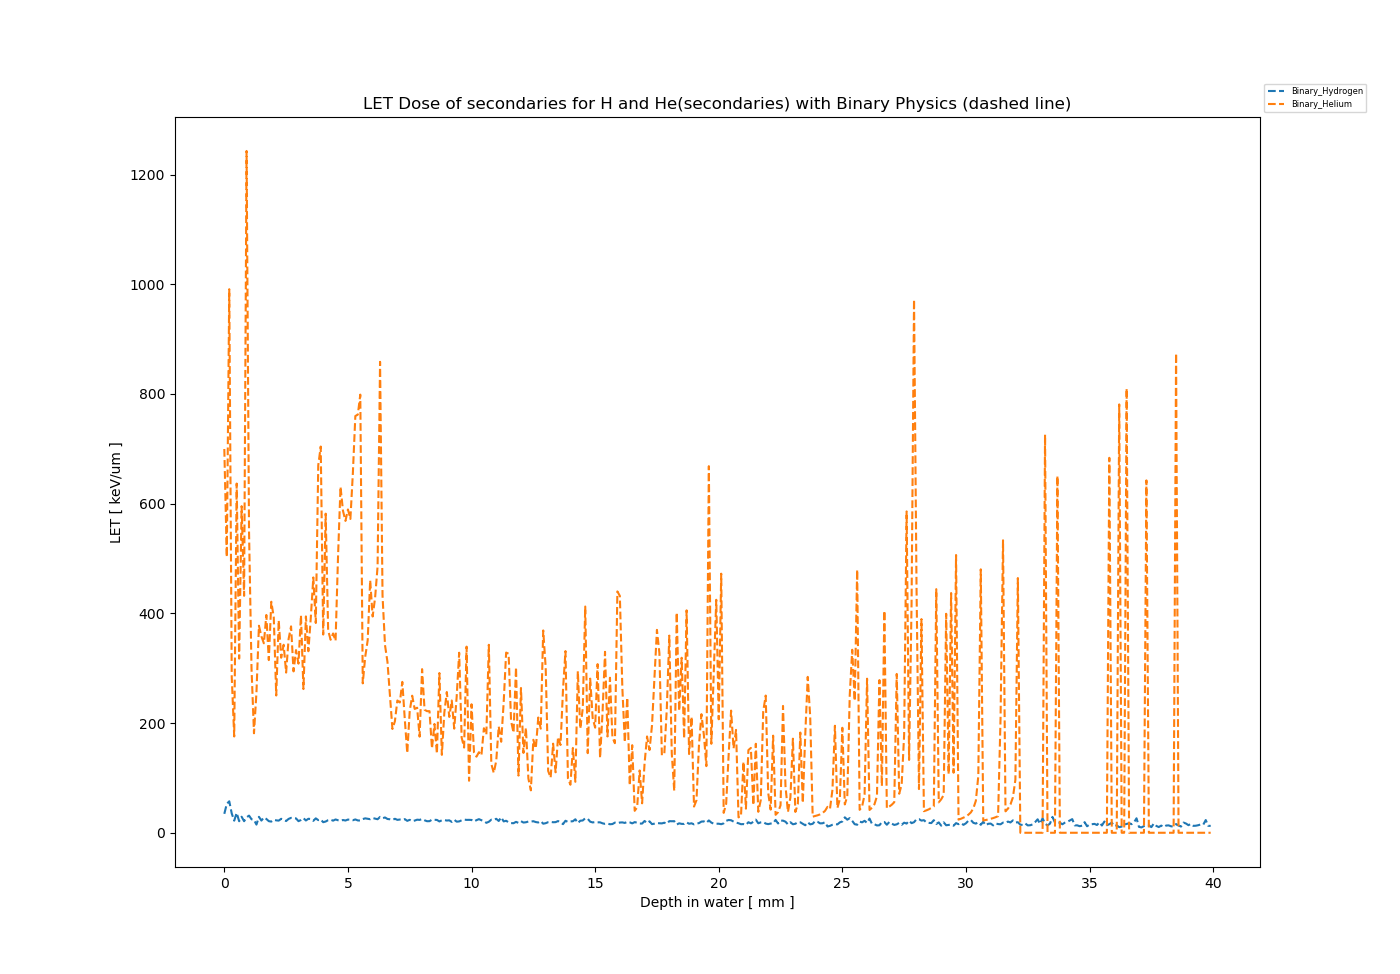 LET Dose of secondaries for H and He(secondaries) with Binary Physics (dashed line)
Binary_Hydrogen
Binary_Helium
1200
1000
800
600
400
200
0
LET [ keV/um ]
0 5 10 15 20 25 30 35 40
Depth in water [ mm ]